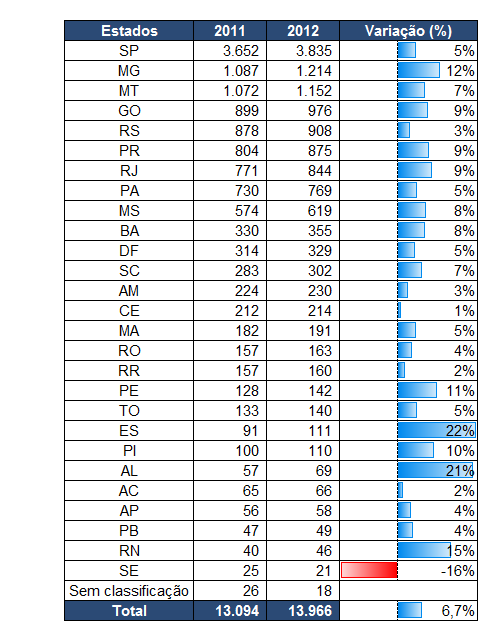 Estados 2011 2012 Variação (%)
SP 3.652 3.835 5%
MG 1.087 1.214 12%
MT 1.072 1.152 7%
GO 899 976 9%
RS 878 908 3%
PR 804 875 9%
RJ 771 844 9%
PA 730 769 5%
MS 574 619 8%
BA 330 355 8%
DF 314 329 5%
SC 283 302 7%
AM 224 230 3%
CE 212 214 1%
MA 182 191 5%
RO 157 163 4%
RR 157 160 2%
PE 128 142 11%
TO 133 140 5%
ES 91 111 22%
PI 100 110 10%
AL 57 69 21%
AC 65 66 2%
AP 56 58 4%
PB 47 49 4%
RN 40 46 15%
SE 25 21 -16%
Sem classificação 26 18
Total 13.094 13.966 6,7%